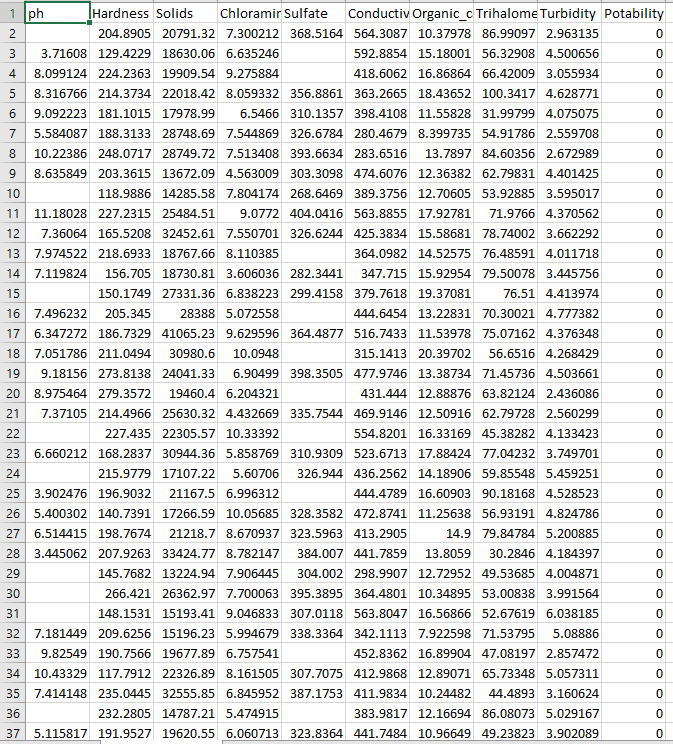 1 ph Hardness Solids Chloramir Sulfate Conductiv Organic_c Trihalome Turbidity Potability
2 204.8905 20791.32 7.300212 368.5164 564.3087 10.37978 86.99097 2.963135 0
3 3.71608 129.4229 18630.06 6.635246 592.8854 15.18001 56.32908 4.500656 0
4 8.099124 224.2363 19909.54 9.275884 418.6062 16.86864 66.42009 3.055934 0
5 8.316766 214.3734 22018.42 8.059332 356.8861 363.2665 18.43652 100.3417 4.628771 0
6 9.092223 181.1015 17978.99 6.5466 310.1357 398.4108 11.55828 31.99799 4.075075 0
7 5.584087 188.3133 28748.69 7.544869 326.6784 280.4679 8.399735 54.91786 2.559708 0
8 10.22386 248.0717 28749.72 7.513408 393.6634 283.6516 13.7897 84.60356 2.672989 0
9 8.635849 203.3615 13672.09 4.563009 303.3098 474.6076 12.36382 62.79831 4.401425 0
10 118.9886 14285.58 7.804174 268.6469 389.3756 12.70605 53.92885 3.595017 0
11 11.18028 227.2315 25484.51 9.0772 404.0416 563.8855 17.92781 71.9766 4.370562 0
12 7.36064 165.5208 32452.61 7.550701 326.6244 425.3834 15.58681 78.74002 3.662292 0
13 7.974522 218.6933 18767.66 8.110385 364.0982 14.52575 76.48591 4.011718 0
14 7.119824 156.705 18730.81 3.606036 282.3441 347.715 15.92954 79.50078 3.445756 0
15 150.1749 27331.36 6.838223 299.4158 379.7618 19.37081 76.51 4.413974 0
16 7.496232 205.345 28388 5.072558 444.6454 13.22831 70.30021 4.777382 0
17 6.347272 186.7329 41065.23 9.629596 364.4877 516.7433 11.53978 75.07162 4.376348 0
18 7.051786 211.0494 30980.6 10.0948 315.1413 20.39702 56.6516 4.268429 0
19 9.18156 273.8138 24041.33 6.90499 398.3505 477.9746 13.38734 71.45736 4.503661 0
20 8.975464 279.3572 19460.4 6.204321 431.444 12.88876 63.82124 2.436086 0
21 7.37105 214.4966 25630.32 4.432669 335.7544 469.9146 12.50916 62.79728 2.560299 0
22 227.435 22305.57 10.33392 554.8201 16.33169 45.38282 4.133423 0
23 6.660212 168.2837 30944.36 5.858769 310.9309 523.6713 17.88424 77.04232 3.749701 0
24 215.9779 17107.22 5.60706 326.944 436.2562 14.18906 59.85548 5.459251 0
25 3.902476 196.9032 21167.5 6.996312 444.4789 16.60903 90.18168 4.528523 0
26 5.400302 140.7391 17266.59 10.05685 328.3582 472.8741 11.25638 56.93191 4.824786 0
27 6.514415 198.7674 21218.7 8.670937 323.5963 413.2905 14.9 79.84784 5.200885 0
28 3.445062 207.9263 33424.77 8.782147 384.007 441.7859 13.8059 30.2846 4.184397 0
29 145.7682 13224.94 7.906445 304.002 298.9907 12.72952 49.53685 4.004871 0
30 266.421 26362.97 7.700063 395.3895 364.4801 10.34895 53.00838 3.991564 0
31 148.1531 15193.41 9.046833 307.0118 563.8047 16.56866 52.67619 6.038185 0
32 7.181449 209.6256 15196.23 5.994679 338.3364 342.1113 7.922598 71.53795 5.08886 0
33 9.82549 190.7566 19677.89 6.757541 452.8362 16.89904 47.08197 2.857472 0
34 10.43329 117.7912 22326.89 8.161505 307.7075 412.9868 12.89071 65.73348 5.057311 0
35 7.414148 235.0445 32555.85 6.845952 387.1753 411.9834 10.24482 44.4893 3.160624 0
36 232.2805 14787.21 5.474915 383.9817 12.16694 86.08073 5.029167 0
37 5.115817 191.9527 19620.55 6.060713 323.8364 441.7484 10.96649 49.23823 3.902089 0